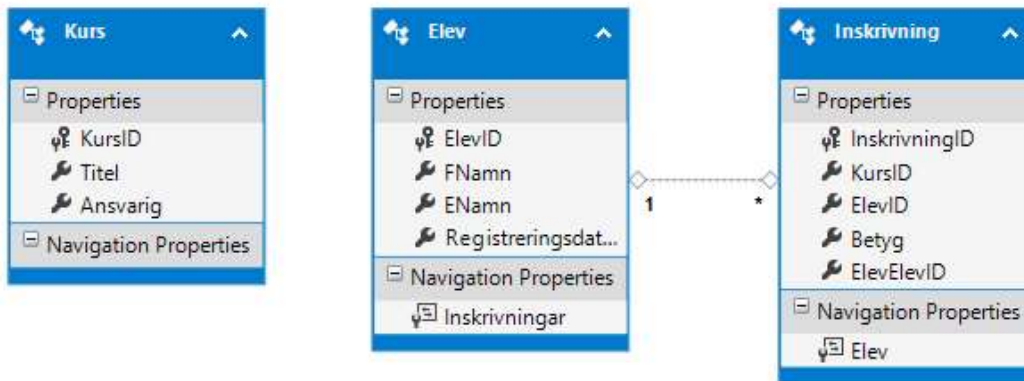 Kurs
Properties
KursID
Titel
Ansvarig
Navigation Properties
Elev
Properties
ElevID
FNamn
ENamn
Registreringsdat...
Navigation Properties
Inskrivningar
1
*
Inskrivning
Properties
InskrivningID
KursID
ElevID
Betyg
ElevElevID
Navigation Properties
Elev